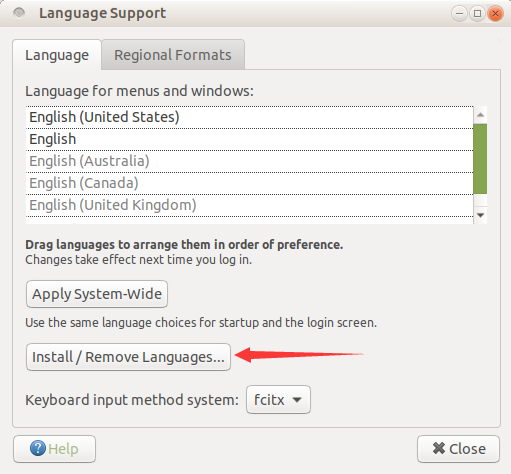 Language Support
Language
Regional Formats
Language for menus and windows:
English (United States)
English
English (Australia)
English (Canada)
English (United Kingdom)
Drag languages to arrange them in order of preference.
Changes take effect next time you log in.
Apply System-Wide
Use the same language choices for startup and the login screen.
Install / Remove Languages...
Keyboard input method system: fcitx
Help
Close